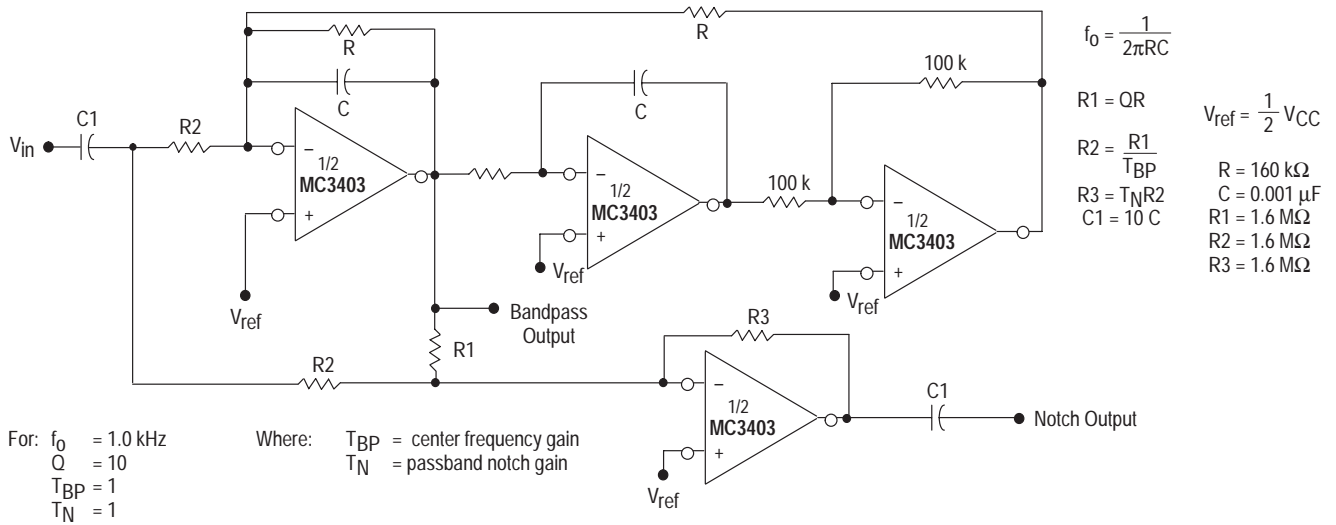 R
R
C
C1
R2
Vin
−
1/2
MC3403
+
Vref
C
−
1/2
MC3403
+
Vref
100 k
100 k
−
1/2
MC3403
+
Vref
Bandpass
Output
R1
R2
R3
−
1/2
MC3403
+
Vref
C1
Notch Output
fo = 1/2πRC
R1 = QR
R2 = R1/TBP
R3 = TNR2
C1 = 10 C
Vref = 1/2 VCC
R = 160 kΩ
C = 0.001 µF
R1 = 1.6 MΩ
R2 = 1.6 MΩ
R3 = 1.6 MΩ
For: fo = 1.0 kHz
Q = 10
TBP = 1
TN = 1
Where: TBP = center frequency gain
TN = passband notch gain